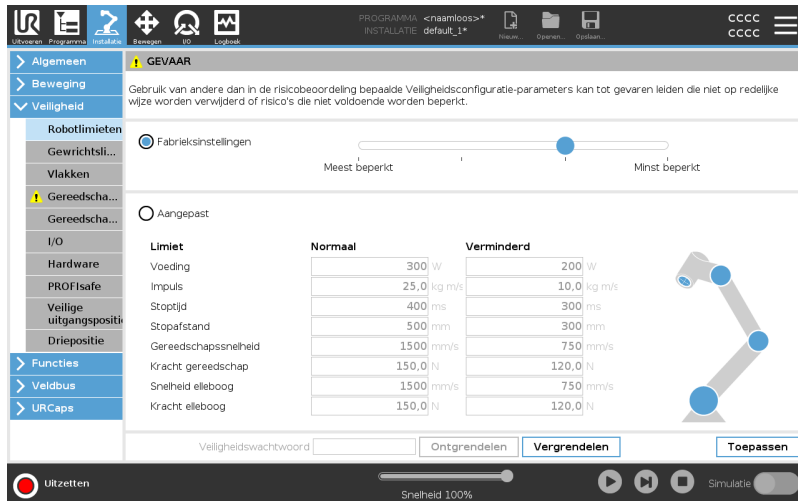 PROGRAMMA <naamloos>*
INSTALLATIE default_1*
CCCC
CCCC
Uitvoeren Programma Installatie Bewegen I/O Logboek Nieuw... Openen... Opslaan...
Algemeen
Beweging
Veiligheid
Robotlimieten
Gewrichtsli...
Vlakken
Gereedscha...
Gereedscha...
I/O
Hardware
PROFIsafe
Veilige
uitgangspositi
Driepositie
Functies
Veldbus
URCaps
GEVAAR
Gebruik van andere dan in de risicobeoordeling bepaalde Veiligheidsconfiguratie-parameters kan tot gevaren leiden die niet op redelijke
wijze worden verwijderd of risico's die niet voldoende worden beperkt.
Fabrieksinstellingen
Meest beperkt Minst beperkt
Aangepast
Limiet Normaal Verminderd
Voeding 300 W 200 W
Impuls 25,0 kg m/s 10,0 kg m/s
Stoptijd 400 ms 300 ms
Stopafstand 500 mm 300 mm
Gereedschapssnelheid 1500 mm/s 750 mm/s
Kracht gereedschap 150,0 N 120,0 N
Snelheid elleboog 1500 mm/s 750 mm/s
Kracht elleboog 150,0 N 120,0 N
Veiligheidswachtwoord Ontgrendelen Vergrendelen Toepassen
Uitzetten
Snelheid 100%
Simulatie